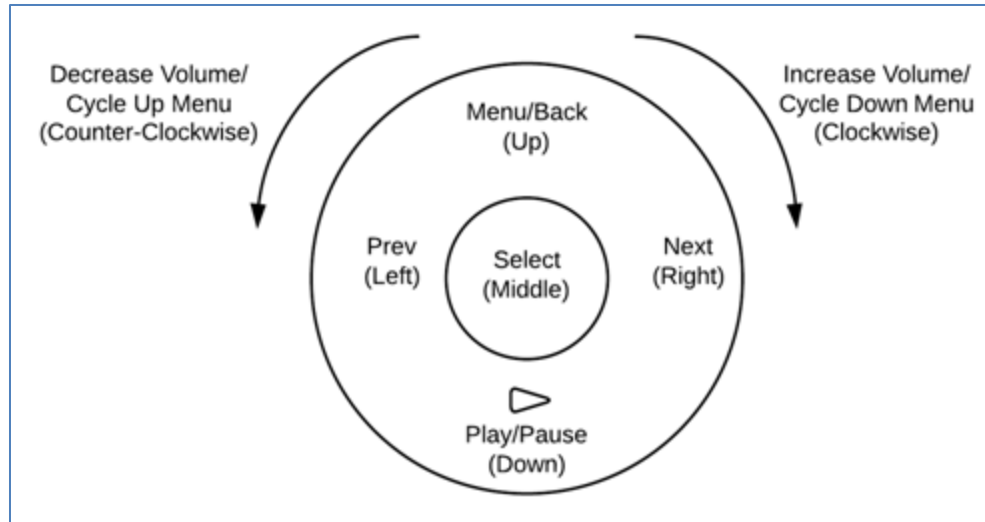 Decrease Volume/
Cycle Up Menu
(Counter-Clockwise)
Increase Volume/
Cycle Down Menu
(Clockwise)
Menu/Back
(Up)
Prev
(Left)
Select
(Middle)
Next
(Right)
Play/Pause
(Down)